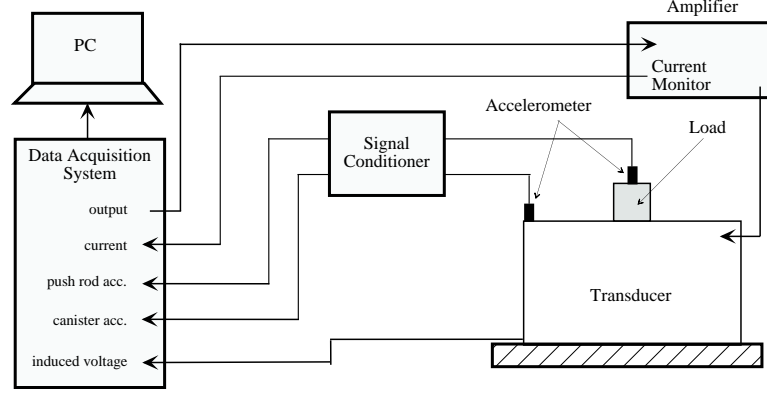 Amplifier
PC
Current
Monitor
Accelerometer
Load
Signal
Conditioner
Data Acquisition
System
output
current
push rod acc.
canister acc.
induced voltage
Transducer